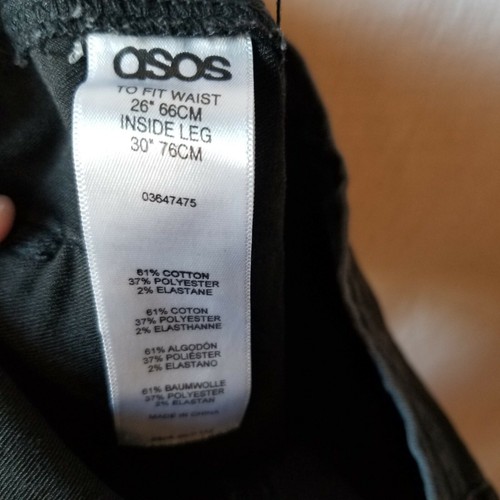 asos
TO FIT WAIST
26" 66CM
INSIDE LEG
30" 76CM
03647475
61% COTTON
37% POLYESTER
2% ELASTANE
61% COTON
37% POLYESTER
2% ELASTHANNE
61% ALGODÓN
37% POLIÉSTER
2% ELASTANO
61% BAUMWOLLE
37% POLYESTER
2% ELASTAN
MADE IN CHINA